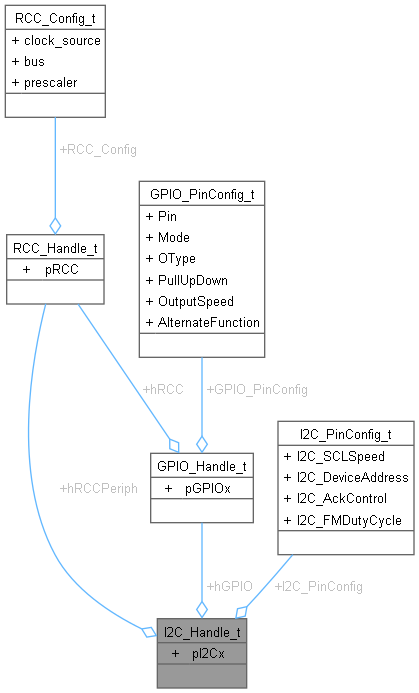 RCC_Config_t
+ clock_source
+ bus
+ prescaler
+RCC_Config
GPIO_PinConfig_t
+ Pin
+ Mode
+ OType
+ PullUpDown
+ OutputSpeed
+ AlternateFunction
RCC_Handle_t
+ pRCC
+hRCC
+GPIO_PinConfig
I2C_PinConfig_t
+ I2C_SCLSpeed
+ I2C_DeviceAddress
+ I2C_AckControl
+ I2C_FMDutyCycle
GPIO_Handle_t
+ pGPIOx
+hRCCPeriph
+hGPIO
+I2C_PinConfig
I2C_Handle_t
+ pI2Cx